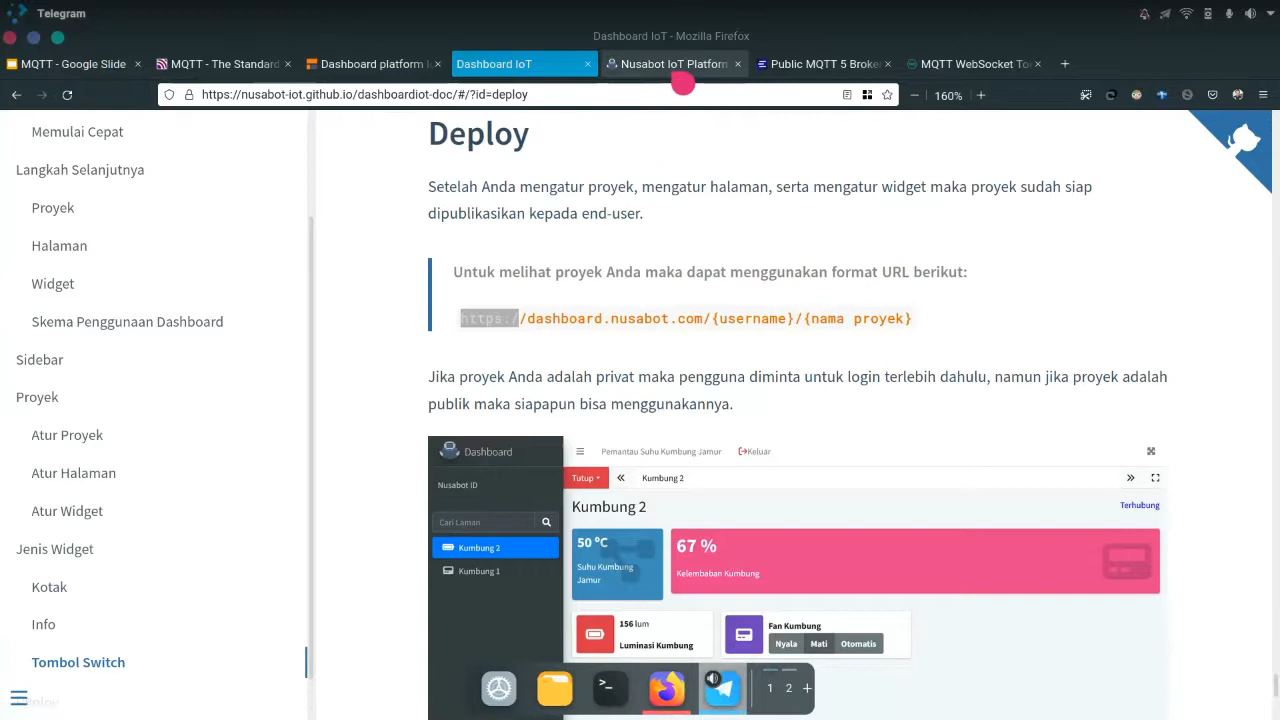 Telegram
Dashboard IoT - Mozilla Firefox
MQTT - Google Slide
MQTT - The Standard
Dashboard platform I
Dashboard IoT
Nusabot IoT Platform
Public MQTT 5 Broke
MQTT WebSocket Too
https://nusabot-iot.github.io/dashboardiot-doc/#/?id=deploy
160%
Memulai Cepat
Langkah Selanjutnya
Proyek
Halaman
Widget
Skema Penggunaan Dashboard
Sidebar
Proyek
Atur Proyek
Atur Halaman
Atur Widget
Jenis Widget
Kotak
Info
Tombol Switch
Deploy
Deploy
Setelah Anda mengatur proyek, mengatur halaman, serta mengatur widget maka proyek sudah siap
dipublikasikan kepada end-user.
Untuk melihat proyek Anda maka dapat menggunakan format URL berikut:
https://dashboard.nusabot.com/{username}/{nama proyek}
Jika proyek Anda adalah privat maka pengguna diminta untuk login terlebih dahulu, namun jika proyek adalah
publik maka siapapun bisa menggunakannya.
Dashboard
Pemantau Suhu Kumbung Jamur
Keluar
Nusabot ID
Tutup
Kumbung 2
Cari Laman
Kumbung 2
Kumbung 1
Kumbung 2
Terhubung
50 ºC
Suhu Kumbung
Jamur
67 %
Kelembaban Kumbung
156 lum
Luminasi Kumbung
Fan Kumbung
Nyala
Mati
Otomatis
1
2